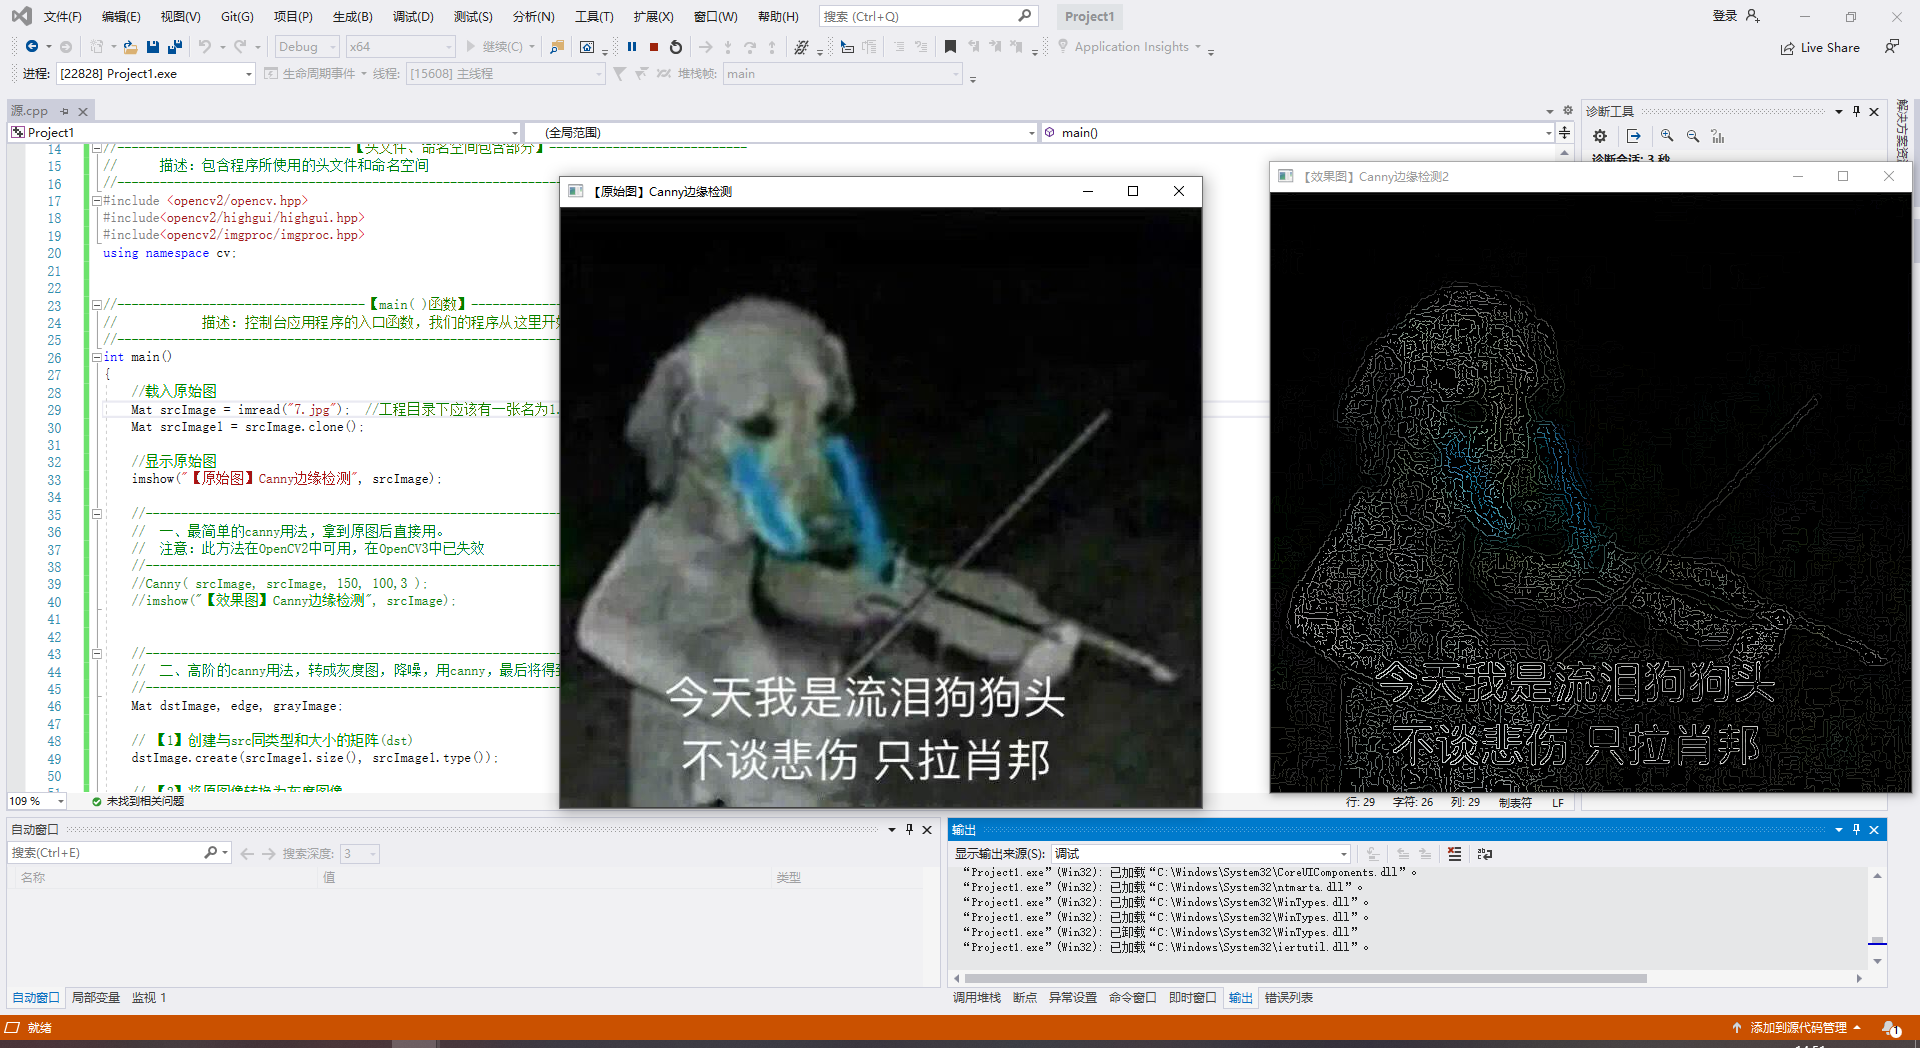 文件(F) 编辑(E) 视图(V) Git(G) 项目(P) 生成(B) 调试(D) 测试(S) 分析(N) 工具(T) 扩展(X) 窗口(W) 帮助(H) 搜索 (Ctrl+Q) Project1 登录
Debug x64 继续(C) Application Insights Live Share
进程: [22828] Project1.exe 生命周期事件 线程: [15608] 主线程 堆栈帧: main
源.cpp
Project1 (全局范围) main()
14 //---------------------------------【头文件、命名空间包含部分】----------------------------
15 // 描述：包含程序所使用的头文件和命名空间
16 //----------------------------------------------------------------
17 #include <opencv2/opencv.hpp>
18 #include<opencv2/highgui/highgui.hpp>
19 #include<opencv2/imgproc/imgproc.hpp>
20 using namespace cv;
21
22
23 //-----------------------------------【main( )函数】-------------
24 // 描述：控制台应用程序的入口函数，我们的程序从这里开始
25 //----------------------------------------------------------------
26 int main()
27 {
28 //载入原始图
29 Mat srcImage = imread("7.jpg"); //工程目录下应该有一张名为1.
30 Mat srcImage1 = srcImage.clone();
31
32 //显示原始图
33 imshow("【原始图】Canny边缘检测", srcImage);
34
35 //------------------------------------------------------------
36 // 一、最简单的canny用法，拿到原图后直接用。
37 // 注意：此方法在OpenCV2中可用，在OpenCV3中已失效
38 //------------------------------------------------------------
39 //Canny( srcImage, srcImage, 150, 100,3 );
40 //imshow("【效果图】Canny边缘检测", srcImage);
41
42
43 //------------------------------------------------------------
44 // 二、高阶的canny用法，转成灰度图，降噪，用canny，最后将得到
45 //------------------------------------------------------------
46 Mat dstImage, edge, grayImage;
47
48 // 【1】创建与src同类型和大小的矩阵(dst)
49 dstImage.create(srcImage1.size(), srcImage1.type());
50
51 // 【2】将原图像转换为灰度图像
109 % 未找到相关问题 行: 29 字符: 26 列: 29 制表符 LF
【原始图】Canny边缘检测
今天我是流泪狗狗头
不谈悲伤 只拉肖邦
诊断工具
诊断会话: 3 秒
解决方案资
【效果图】Canny边缘检测2
今天我是流泪狗狗头
不谈悲伤 只拉肖邦
自动窗口
搜索(Ctrl+E) 搜索深度: 3
名称 值 类型
自动窗口 局部变量 监视 1
输出
显示输出来源(S): 调试
“Project1.exe”(Win32): 已加载“C:\Windows\System32\CoreUIComponents.dll”。
“Project1.exe”(Win32): 已加载“C:\Windows\System32\ntmarta.dll”。
“Project1.exe”(Win32): 已加载“C:\Windows\System32\WinTypes.dll”。
“Project1.exe”(Win32): 已加载“C:\Windows\System32\WinTypes.dll”。
“Project1.exe”(Win32): 已卸载“C:\Windows\System32\WinTypes.dll”
“Project1.exe”(Win32): 已加载“C:\Windows\System32\iertutil.dll”。
调用堆栈 断点 异常设置 命令窗口 即时窗口 输出 错误列表
就绪 添加到源代码管理 1